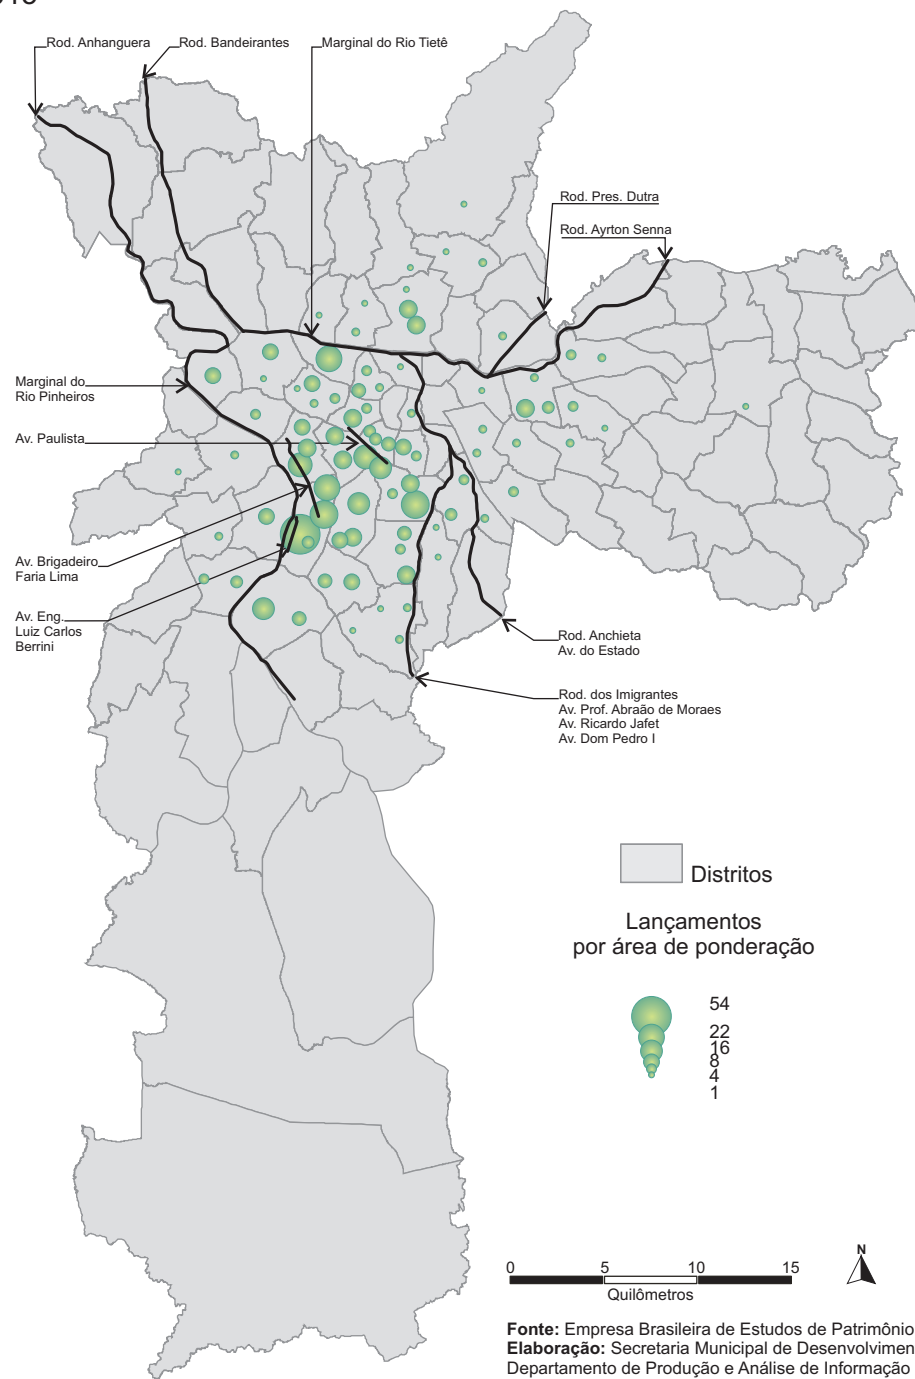 Rod. Anhanguera
Rod. Bandeirantes
Marginal do Rio Tietê
Rod. Pres. Dutra
Rod. Ayrton Senna
Marginal do
Rio Pinheiros
Av. Paulista
Av. Brigadeiro
Faria Lima
Av. Eng.
Luiz Carlos
Berrini
Rod. Anchieta
Av. do Estado
Rod. dos Imigrantes
Av. Prof. Abraão de Moraes
Av. Ricardo Jafet
Av. Dom Pedro I
Distritos
Lançamentos
por área de ponderação
54
22
16
8
4
1
N
0 5 10 15
Quilômetros
Fonte: Empresa Brasileira de Estudos de Patrimônio
Elaboração: Secretaria Municipal de Desenvolvimen
Departamento de Produção e Análise de Informação